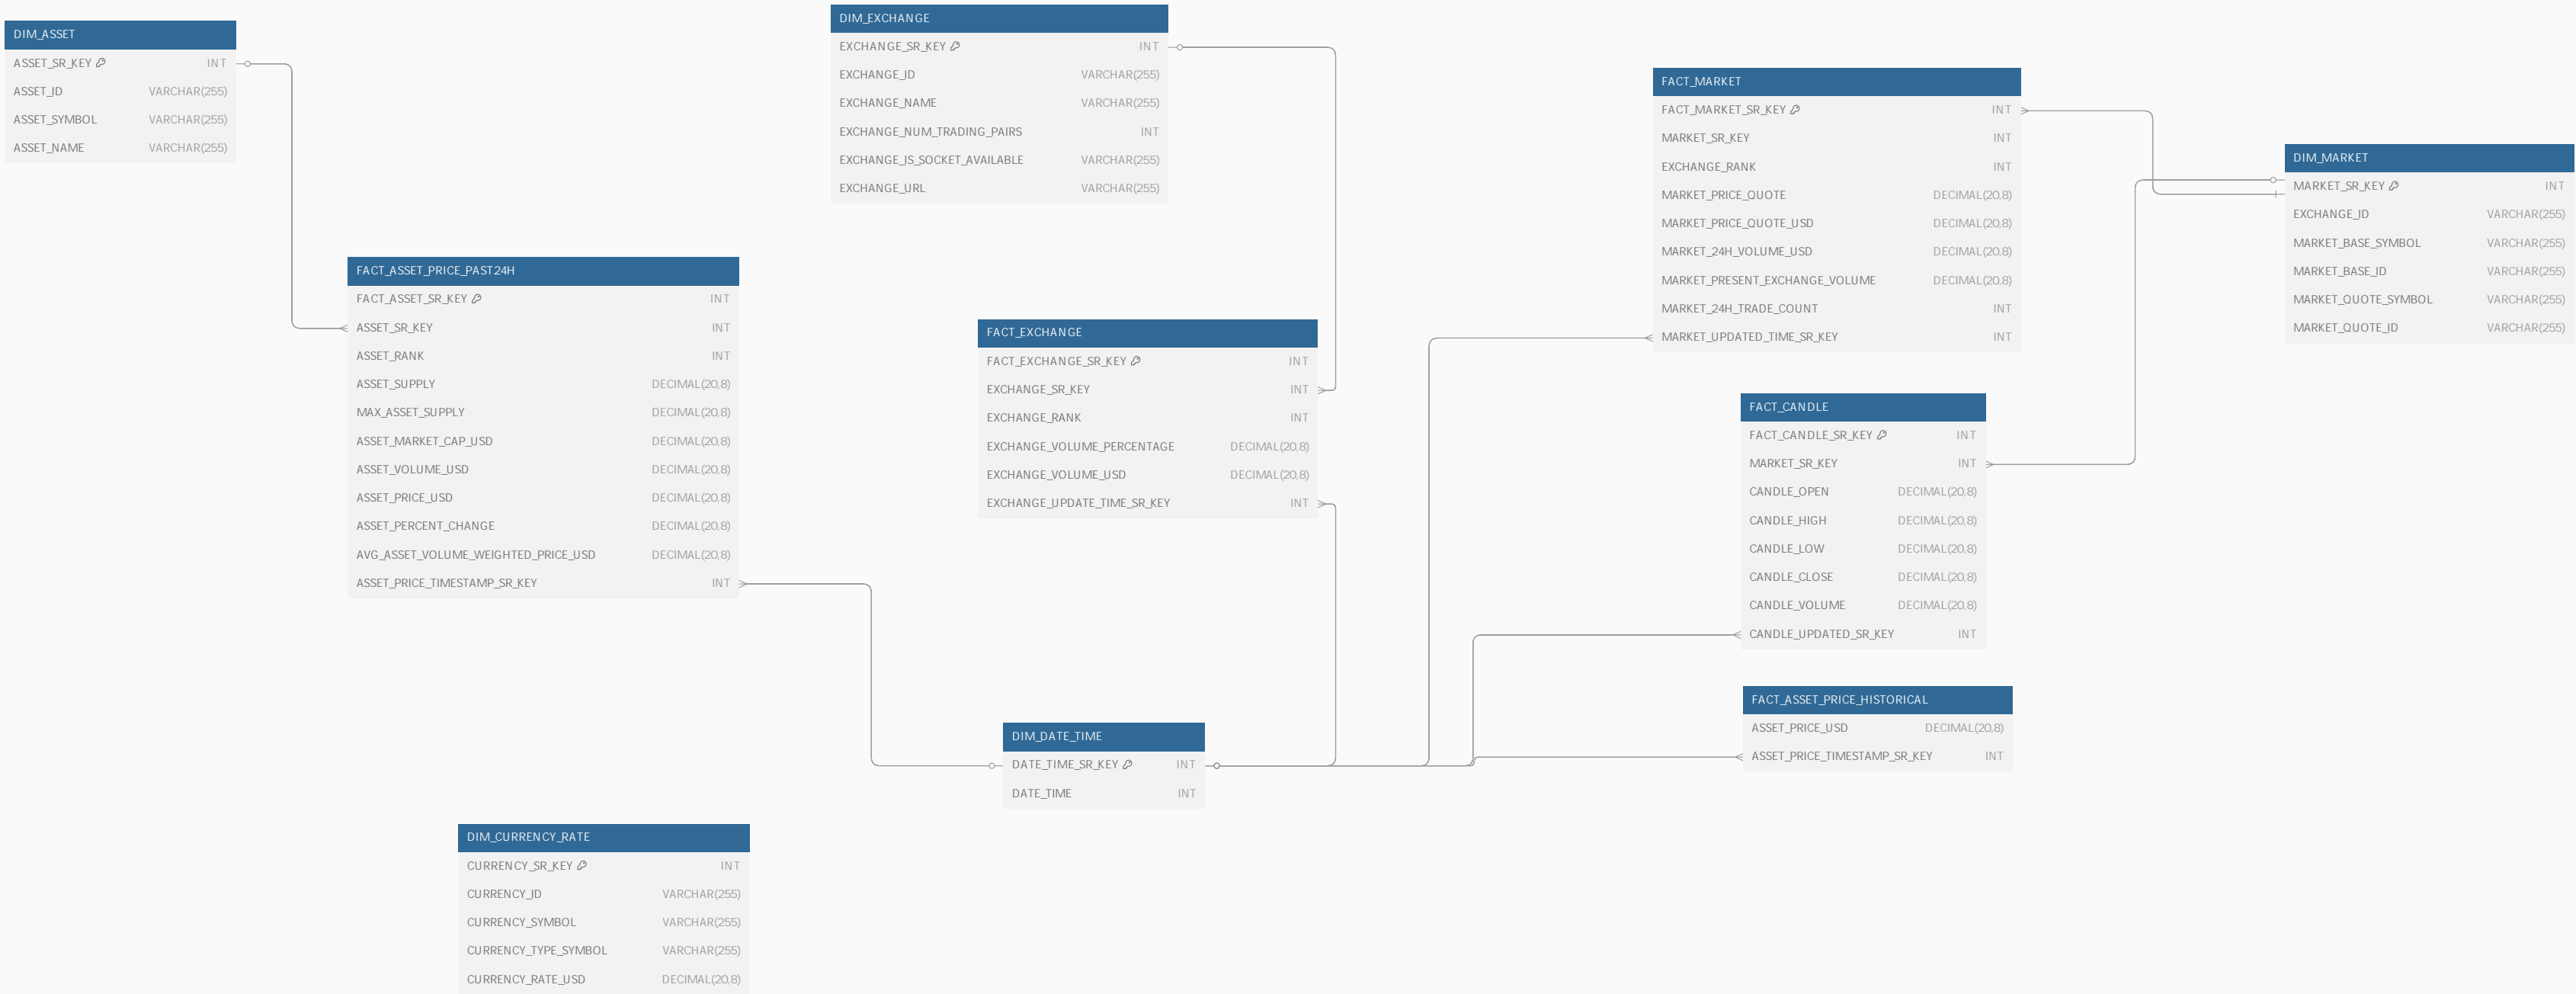 DIM_ASSET
ASSET_SR_KEY INT
ASSET_ID VARCHAR(255)
ASSET_SYMBOL VARCHAR(255)
ASSET_NAME VARCHAR(255)
DIM_EXCHANGE
EXCHANGE_SR_KEY INT
EXCHANGE_ID VARCHAR(255)
EXCHANGE_NAME VARCHAR(255)
EXCHANGE_NUM_TRADING_PAIRS INT
EXCHANGE_IS_SOCKET_AVAILABLE VARCHAR(255)
EXCHANGE_URL VARCHAR(255)
FACT_MARKET
FACT_MARKET_SR_KEY INT
MARKET_SR_KEY INT
EXCHANGE_RANK INT
MARKET_PRICE_QUOTE DECIMAL(20,8)
MARKET_PRICE_QUOTE_USD DECIMAL(20,8)
MARKET_24H_VOLUME_USD DECIMAL(20,8)
MARKET_PRESENT_EXCHANGE_VOLUME DECIMAL(20,8)
MARKET_24H_TRADE_COUNT INT
MARKET_UPDATED_TIME_SR_KEY INT
DIM_MARKET
MARKET_SR_KEY INT
EXCHANGE_ID VARCHAR(255)
MARKET_BASE_SYMBOL VARCHAR(255)
MARKET_BASE_ID VARCHAR(255)
MARKET_QUOTE_SYMBOL VARCHAR(255)
MARKET_QUOTE_ID VARCHAR(255)
FACT_ASSET_PRICE_PAST24H
FACT_ASSET_SR_KEY INT
ASSET_SR_KEY INT
ASSET_RANK INT
ASSET_SUPPLY DECIMAL(20,8)
MAX_ASSET_SUPPLY DECIMAL(20,8)
ASSET_MARKET_CAP_USD DECIMAL(20,8)
ASSET_VOLUME_USD DECIMAL(20,8)
ASSET_PRICE_USD DECIMAL(20,8)
ASSET_PERCENT_CHANGE DECIMAL(20,8)
AVG_ASSET_VOLUME_WEIGHTED_PRICE_USD DECIMAL(20,8)
ASSET_PRICE_TIMESTAMP_SR_KEY INT
FACT_EXCHANGE
FACT_EXCHANGE_SR_KEY INT
EXCHANGE_SR_KEY INT
EXCHANGE_RANK INT
EXCHANGE_VOLUME_PERCENTAGE DECIMAL(20,8)
EXCHANGE_VOLUME_USD DECIMAL(20,8)
EXCHANGE_UPDATE_TIME_SR_KEY INT
FACT_CANDLE
FACT_CANDLE_SR_KEY INT
MARKET_SR_KEY INT
CANDLE_OPEN DECIMAL(20,8)
CANDLE_HIGH DECIMAL(20,8)
CANDLE_LOW DECIMAL(20,8)
CANDLE_CLOSE DECIMAL(20,8)
CANDLE_VOLUME DECIMAL(20,8)
CANDLE_UPDATED_SR_KEY INT
FACT_ASSET_PRICE_HISTORICAL
ASSET_PRICE_USD DECIMAL(20,8)
ASSET_PRICE_TIMESTAMP_SR_KEY INT
DIM_DATE_TIME
DATE_TIME_SR_KEY INT
DATE_TIME INT
DIM_CURRENCY_RATE
CURRENCY_SR_KEY INT
CURRENCY_ID VARCHAR(255)
CURRENCY_SYMBOL VARCHAR(255)
CURRENCY_TYPE_SYMBOL VARCHAR(255)
CURRENCY_RATE_USD DECIMAL(20,8)